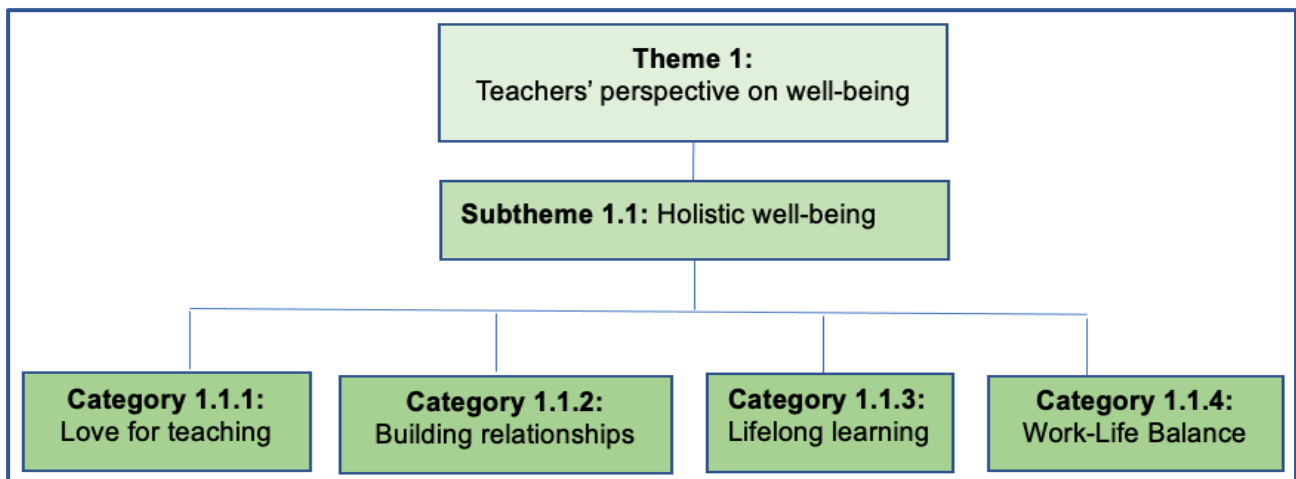 Theme 1:
Teachers’ perspective on well-being
Subtheme 1.1: Holistic well-being
Category 1.1.1:
Love for teaching
Category 1.1.2:
Building relationships
Category 1.1.3:
Lifelong learning
Category 1.1.4:
Work-Life Balance